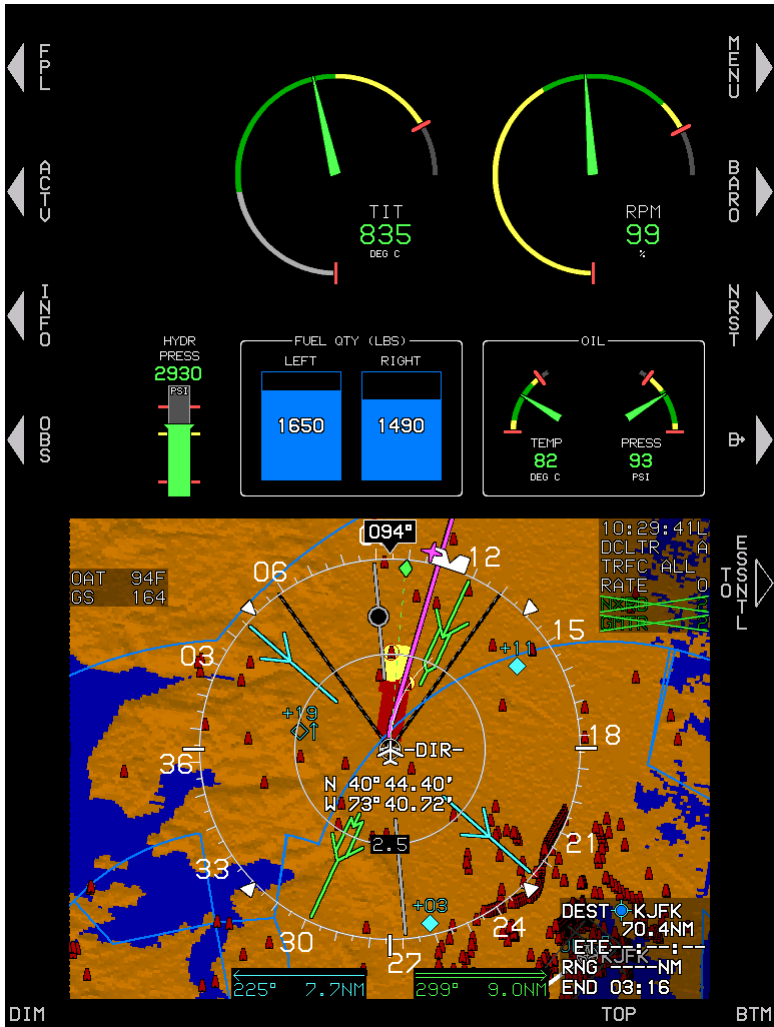 FPL
MENU
ACTV
BARO
TIT
835
DEG C
RPM
99
%
INFO
NRST
HYDR
PRESS
2930
PSI
FUEL QTY (LBS)
LEFT
RIGHT
1650
1490
OIL
TEMP
82
DEG C
PRESS
93
PSI
OBS
094°
10:29:41L
DCLTR A
TRFC ALL
RATE 0
ESSNTL
TO
OAT 94F
GS 164
06
12
03
15
+11
+19
36
18
-DIR-
N 40°44.40'
W 73°40.72'
2.5
33
21
+03
30
24
27
DEST KJFK
70.4NM
ETE--:--:--
KJFK
RNG ----NM
END 03:16
225° 7.7NM
299° 9.0NM
DIM
TOP
BTM